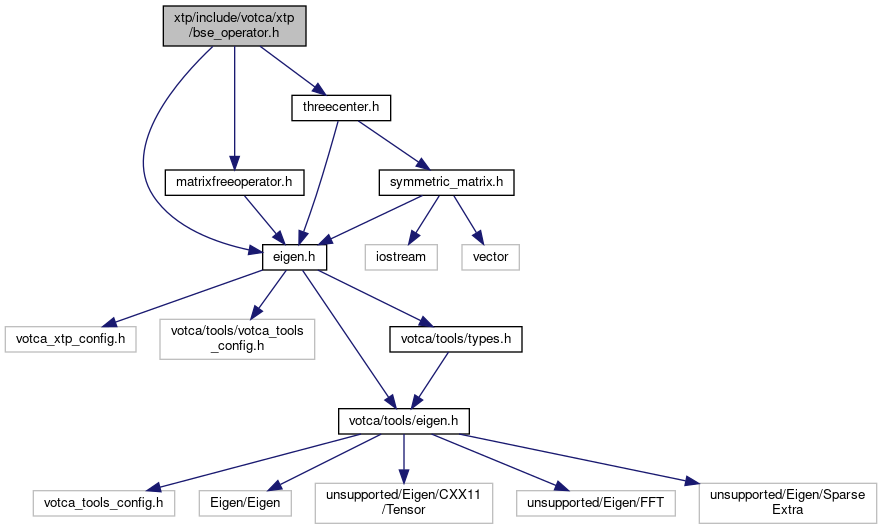 xtp/include/votca/xtp
/bse_operator.h
threecenter.h
matrixfreeoperator.h
symmetric_matrix.h
eigen.h
iostream
vector
votca_xtp_config.h
votca/tools/votca_tools
_config.h
votca/tools/types.h
votca/tools/eigen.h
votca_tools_config.h
Eigen/Eigen
unsupported/Eigen/CXX11
/Tensor
unsupported/Eigen/FFT
unsupported/Eigen/Sparse
Extra